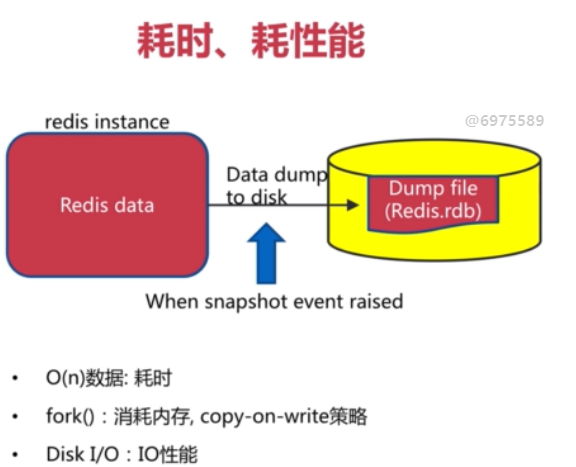 耗时、耗性能
redis instance
@6975589
Redis data
Data dump
to disk
Dump file
(Redis.rdb)
When snapshot event raised
• O(n)数据: 耗时
• fork() : 消耗内存, copy-on-write策略
• Disk I/O : IO性能